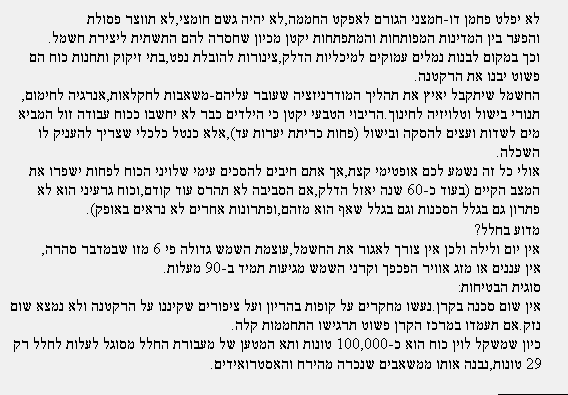 לא יפלט פחמן דו-חמצני הגורם לאפקט החממה,לא יהיה גשם חומצי,לא תווצר פסולת
והפער בין המדינות המפותחות והמתפתחות יקטן מכיון שחסרה להם התשתית ליצירת חשמל.
וכך במקום לבנות נמלים עמוקים למיכליות הדלק,צינורות להובלת נפט,בתי זיקוק ותחנות כוח הם
פשוט יבנו את הרקטנה.
החשמל שיתקבל יאיץ את תהליך המודרניזציה שעובר עליהם-משאבות לחקלאות,אנרגיה לחימום,
תנורי בישול וטלויזיה לחינוך.הריבוי הטבעי יקטן כי הילדים כבר לא יחשבו ככוח עבודה זול המביא
מים לשדות ועצים להסקה ובישול (פחות כריתת יערות עד),אלא כנטל כלכלי שצריך להעניק לו
השכלה.
אולי כל זה נשמע לכם אופטימי קצת,אך אתם חיבים להסכים עימי שלויני הכוח לפחות ישפרו את
המצב הקיים (בעוד כ-60 שנה יאזל הדלק,אם הסביבה לא תהרס עוד קודם,וכוח גרעיני הוא לא
פתרון גם בגלל הסכנות וגם בגלל שאף הוא מזהם,ופתרונות אחרים לא נראים באופק).
מדוע בחלל?
אין יום ולילה ולכן אין צורך לאגור את החשמל,עוצמת השמש גדולה פי 6 מזו שבמדבר סהרה,
אין עננים או מזג אוויר הפכפך וקרני השמש מגיעות תמיד ב-90 מעלות.
סוגית הבטיחות:
אין שום סכנה בקרן.נעשו מחקרים על קופות בהריון ועל ציפורים שקיננו על הרקטנה ולא נמצא שום
נזק.אם תעמדו במרכז הקרן פשוט תרגישו התחממות קלה.
כיון שמשקל לוין כוח הוא כ-100,000 טונות ותא המטען של מעבורת החלל מסוגל לעלות לחלל רק
29 טונות,נבנה אותו ממשאבים שנכרה מהירח והאסטרואידים.